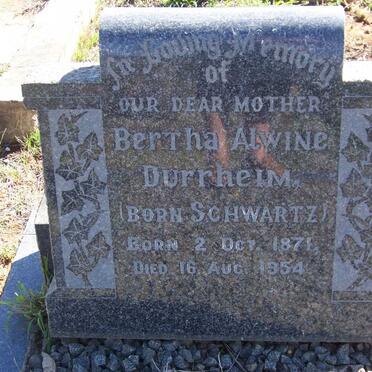 In Loving Memory
of
OUR DEAR MOTHER
Bertha Alwine
Durrheim,
(BORN SCHWARTZ)
BORN 2 OCT. 1871,
DIED 16 AUG. 1954.